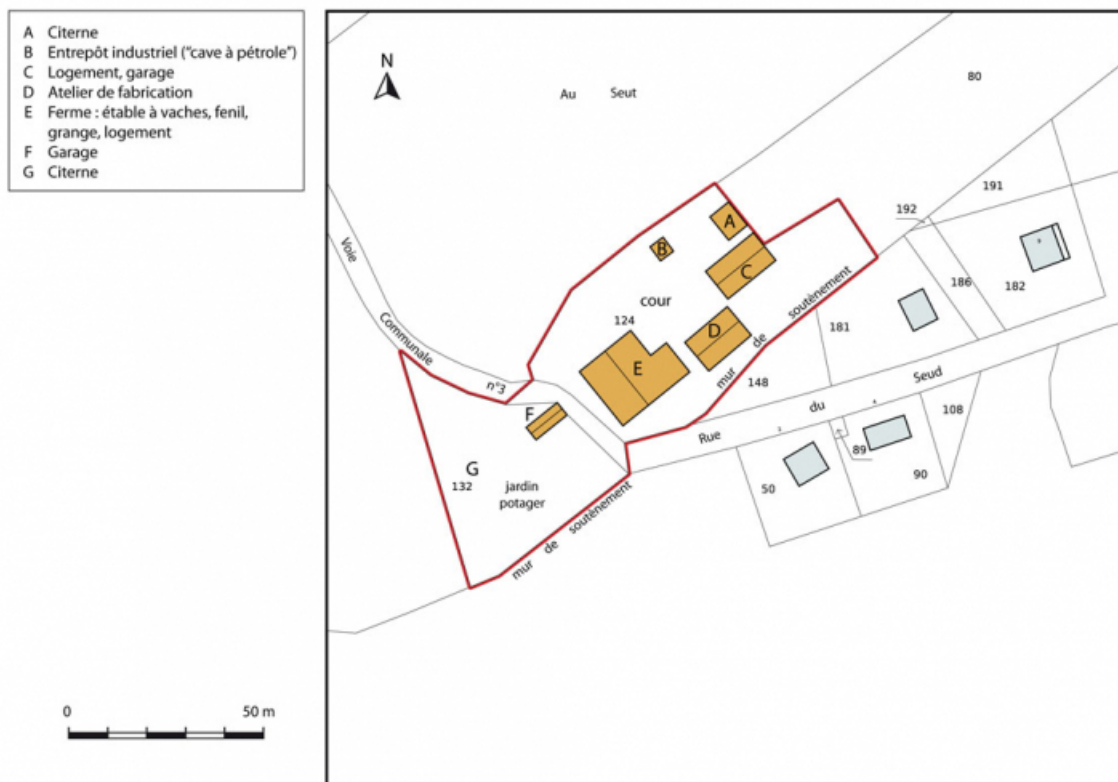 A Citerne
B Entrepôt industriel ("cave à pétrole")
C Logement, garage
D Atelier de fabrication
E Ferme : étable à vaches, fenil,
grange, logement
F Garage
G Citerne
N
Au Seut
80
191
192
A
B
C
Voie
186
182
cour
124
mur de soutènement
181
D
Communale
n°3
E
148
Rue du Seud
F
108
89
G
132
jardin
potager
50
90
mur de soutènement
0 50 m